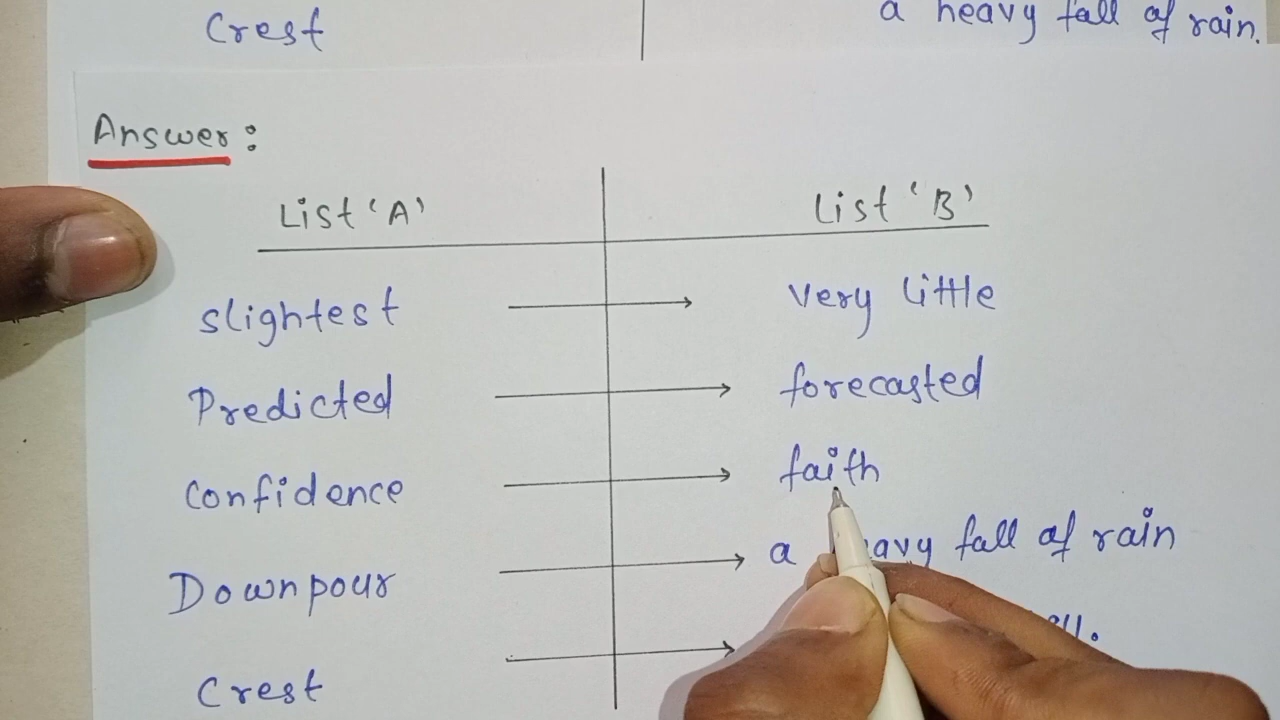 Crest a heavy fall of rain.
Answer:
List 'A' List 'B'
Slightest → very little
Predicted → forecasted
Confidence → faith
Downpour → a fall of rain
Crest →